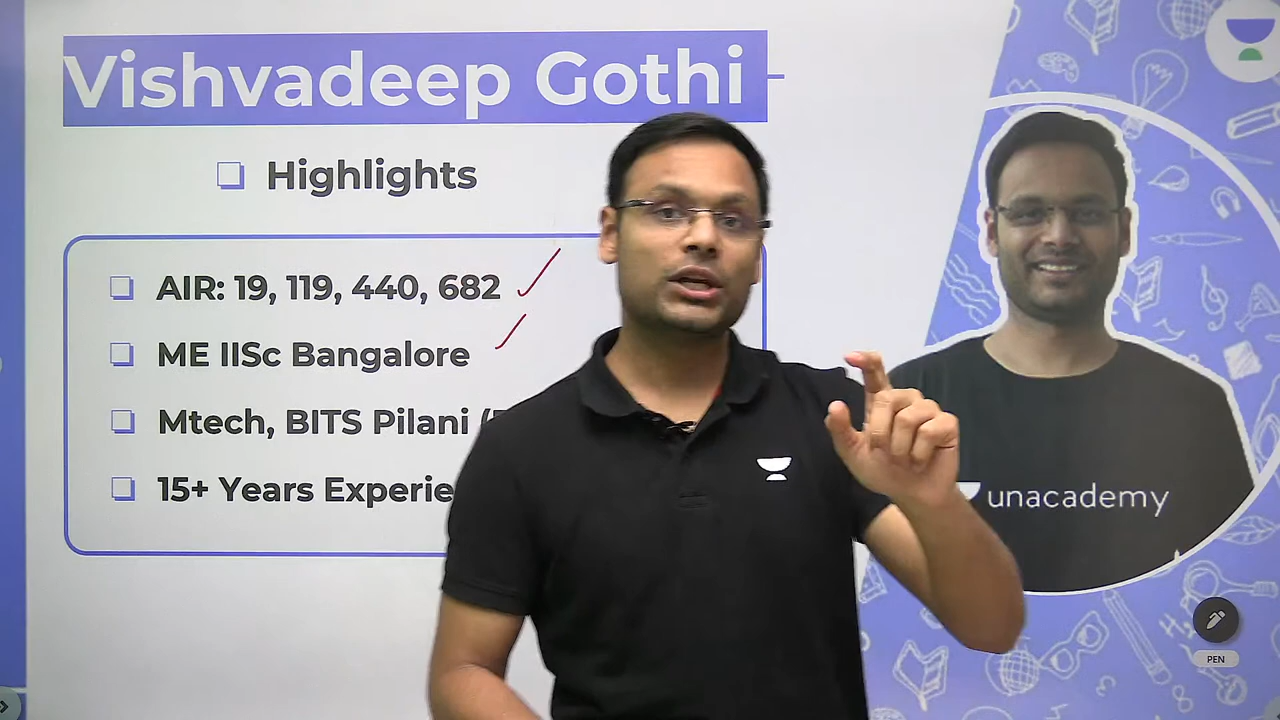 Vishvadeep Gothi
Highlights
AIR: 19, 119, 440, 682
ME IISc Bangalore
Mtech, BITS Pilani
15+ Years
unacademy
PEN